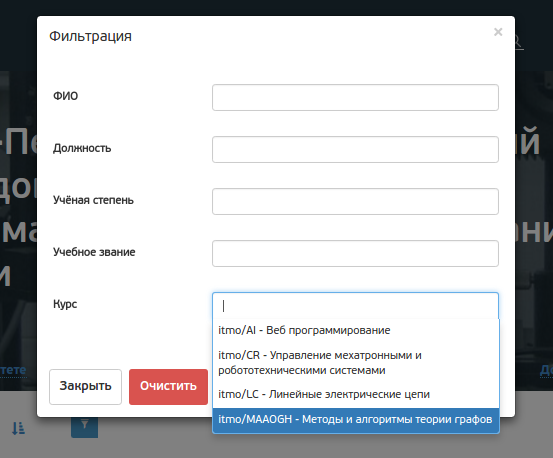 Фильтрация
×
ФИО
Должность
Учёная степень
Учебное звание
Курс
itmo/AI - Веб программирование
itmo/CR - Управление мехатронными и
робототехническими системами
itmo/LC - Линейные электрические цепи
itmo/MAAOGH - Методы и алгоритмы теории графов
Закрыть
Очистить